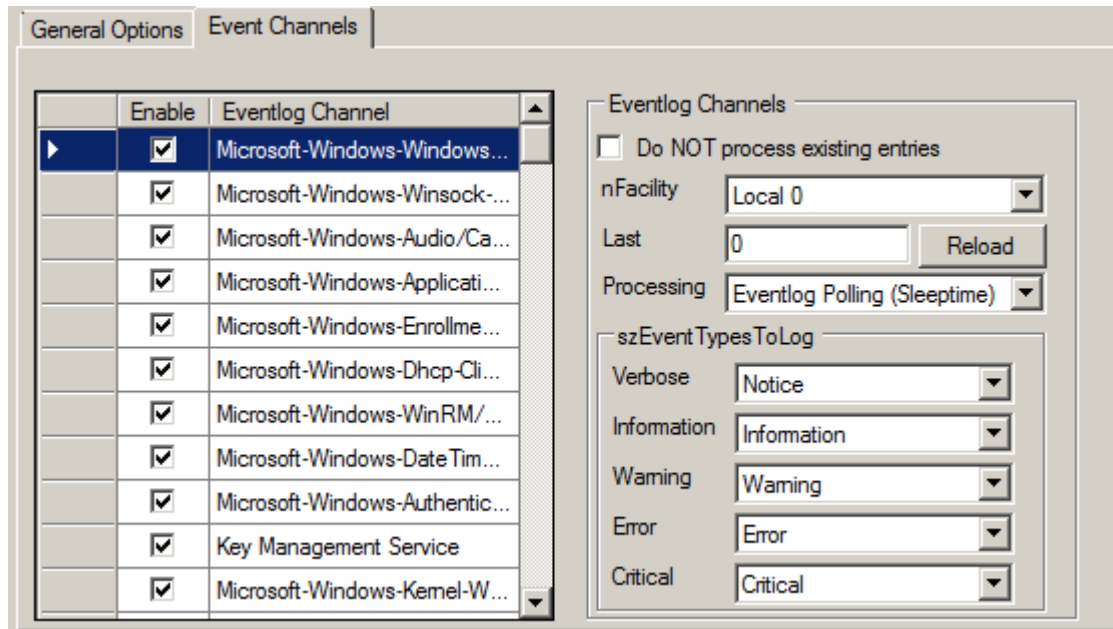 General Options Event Channels
Enable Eventlog Channel
Microsoft-Windows-Windows...
Microsoft-Windows-Winsock-...
Microsoft-Windows-Audio/Ca...
Microsoft-Windows-Applicati...
Microsoft-Windows-Enrollme...
Microsoft-Windows-Dhcp-Cli...
Microsoft-Windows-WinRM/...
Microsoft-Windows-DateTim...
Microsoft-Windows-Authentic...
Key Management Service
Microsoft-Windows-Kernel-W...
Eventlog Channels
Do NOT process existing entries
nFacility Local 0
Last 0 Reload
Processing Eventlog Polling (Sleeptime)
szEventTypesToLog
Verbose Notice
Information Information
Warning Warning
Error Error
Critical Critical